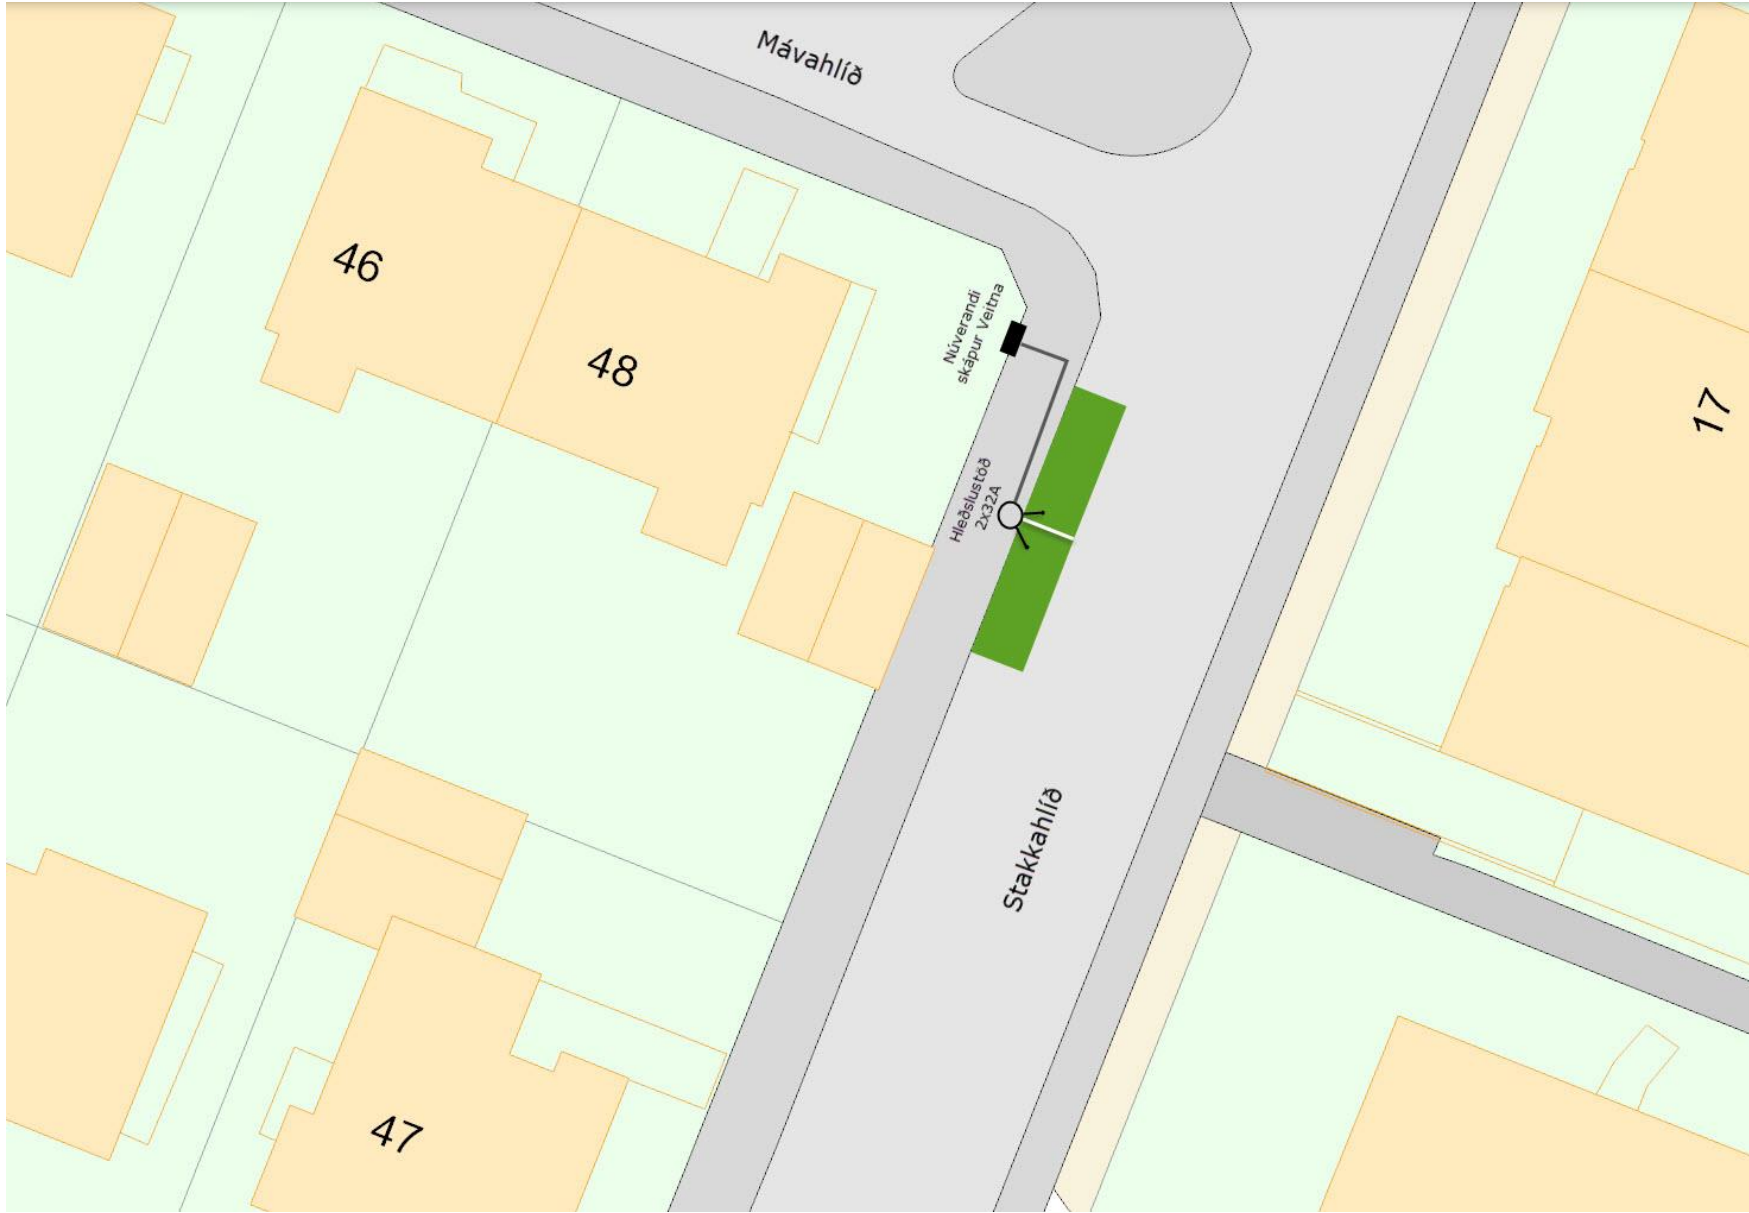 Mávahlíð
46
48
Núverandi
skápur Veitna
17
Hleðslustöð
2x32A
Stakkahlíð
47